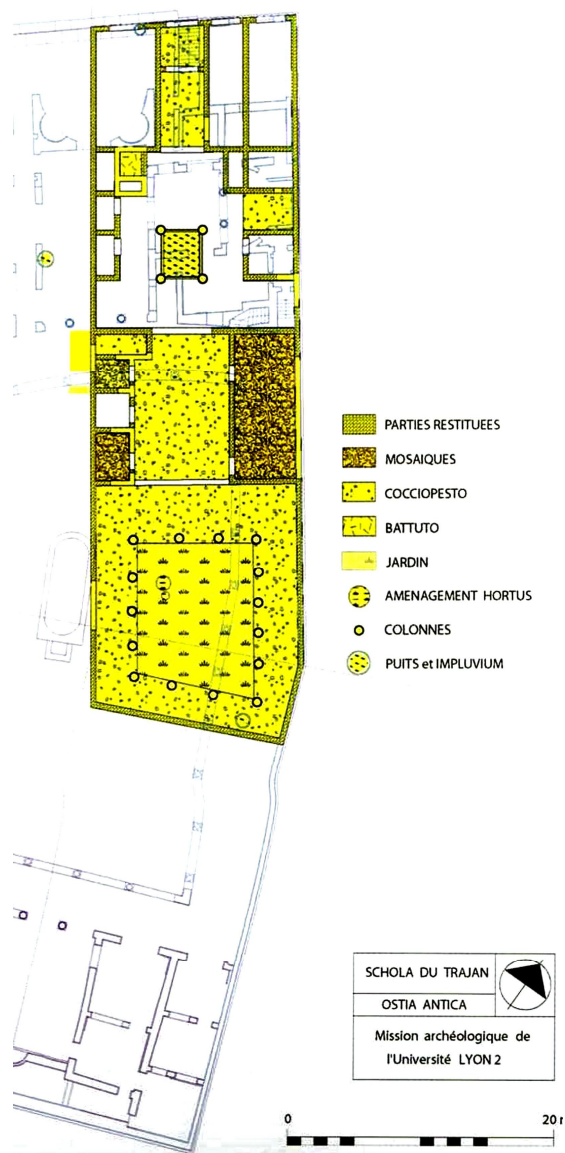 PARTIES RESTITUEES
MOSAIQUES
COCCIOPESTO
BATTUTO
JARDIN
AMENAGEMENT HORTUS
COLONNES
PUITS et IMPLUVIUM
SCHOLA DU TRAJAN
OSTIA ANTICA
Mission archéologique de
l'Université LYON 2
0 20 m